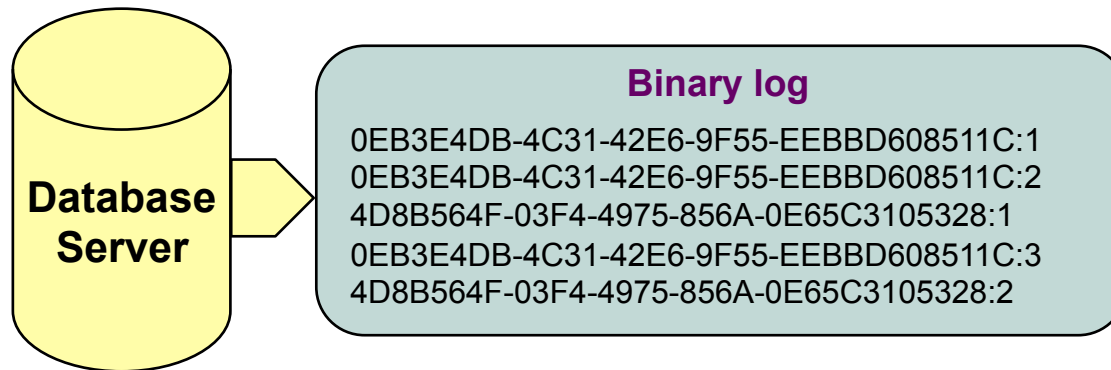 Database
Server
Binary log
0EB3E4DB-4C31-42E6-9F55-EEBBD608511C:1
0EB3E4DB-4C31-42E6-9F55-EEBBD608511C:2
4D8B564F-03F4-4975-856A-0E65C3105328:1
0EB3E4DB-4C31-42E6-9F55-EEBBD608511C:3
4D8B564F-03F4-4975-856A-0E65C3105328:2